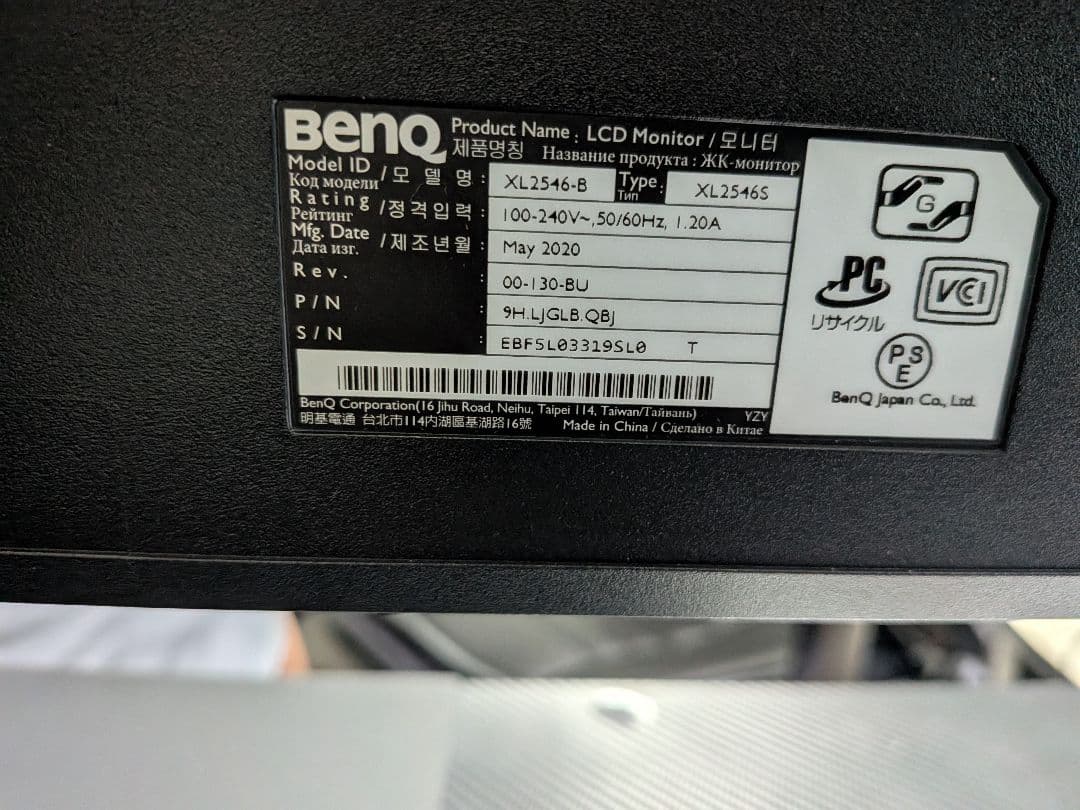 BenQ Product Name : LCD Monitor / 모니터
제품명칭 Название продукта : ЖК-монитор
Model ID / 모 델 명 : XL2546-B Type : XL2546S
Код модели Тип
Rating / 정격입력 : 100-240V~,50/60Hz, 1.20A
Рейтинг
Mfg. Date / 제조년월 : May 2020
Дата изг.
Rev. : 00-130-BU
P/N : 9H.LJGLB.QBJ
S/N : EBF5L03319SL0 T
BenQ Corporation(16 Jihu Road, Neihu, Taipei 114, Taiwan/Тайвань) YZY
明基電通 台北市114內湖區基湖路16號 Made in China / Сделано в Китае
G
PC
リサイクル
VCI
PSE
BenQ Japan Co., Ltd.